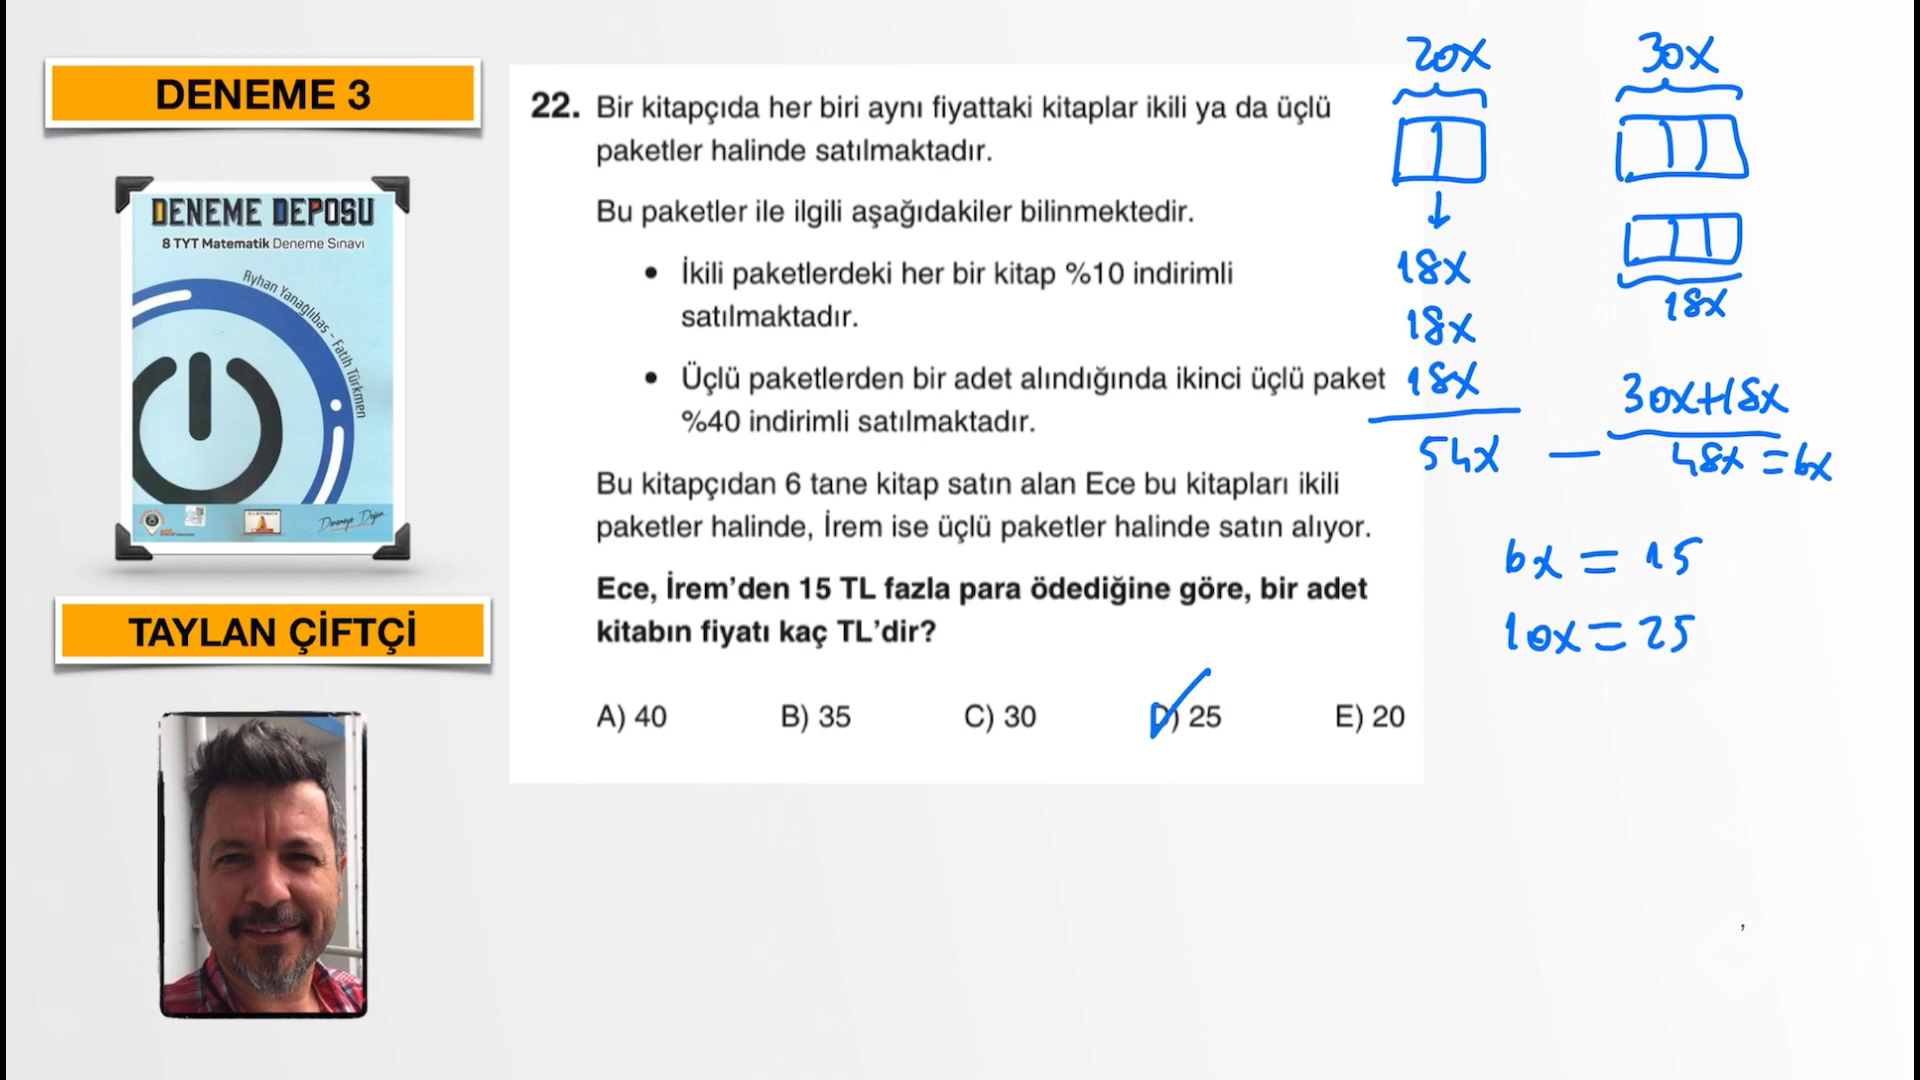 DENEME 3
DENEME DEPOSU
8 TYT Matematik Deneme Sınavı
Ayhan Yanağlıbaş - Fatih Türkmen
Denemeye Değer
TAYLAN ÇİFTÇİ
22. Bir kitapçıda her biri aynı fiyattaki kitaplar ikili ya da üçlü
paketler halinde satılmaktadır.
Bu paketler ile ilgili aşağıdakiler bilinmektedir.
• İkili paketlerdeki her bir kitap %10 indirimli
satılmaktadır.
• Üçlü paketlerden bir adet alındığında ikinci üçlü paket
%40 indirimli satılmaktadır.
Bu kitapçıdan 6 tane kitap satın alan Ece bu kitapları ikili
paketler halinde, İrem ise üçlü paketler halinde satın alıyor.
Ece, İrem’den 15 TL fazla para ödediğine göre, bir adet
kitabın fiyatı kaç TL’dir?
A) 40 B) 35 C) 30 D) 25 E) 20
20x
18x
18x
18x
54x
30x
18x
30x+18x
— 48x = 6x
6x = 15
10x = 25
,